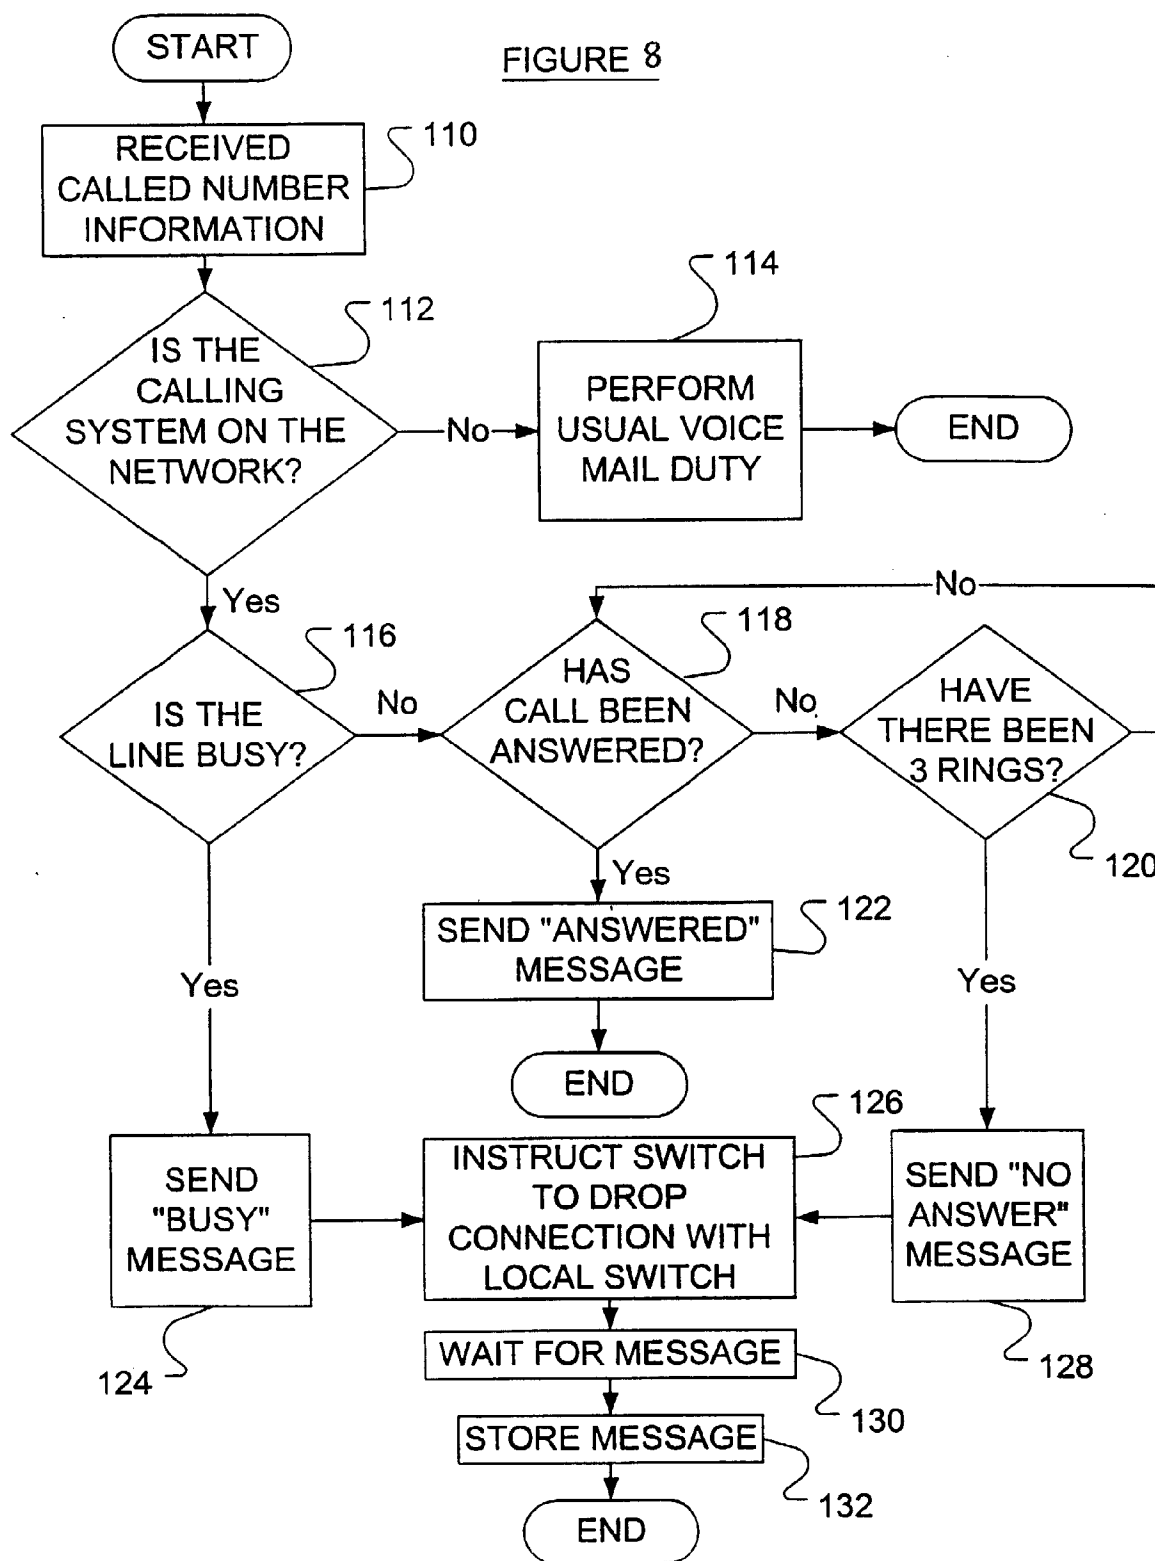 START
FIGURE 8
RECEIVED
CALLED NUMBER
INFORMATION
110
112
IS THE
CALLING
SYSTEM ON THE
NETWORK?
No
114
PERFORM
USUAL VOICE
MAIL DUTY
END
Yes
116
IS THE
LINE BUSY?
No
118
HAS
CALL BEEN
ANSWERED?
No
No
HAVE
THERE BEEN
3 RINGS?
120
Yes
Yes
Yes
SEND "ANSWERED"
MESSAGE
122
END
SEND
"BUSY"
MESSAGE
124
INSTRUCT SWITCH
TO DROP
CONNECTION WITH
LOCAL SWITCH
126
SEND "NO
ANSWER"
MESSAGE
128
WAIT FOR MESSAGE
130
STORE MESSAGE
132
END